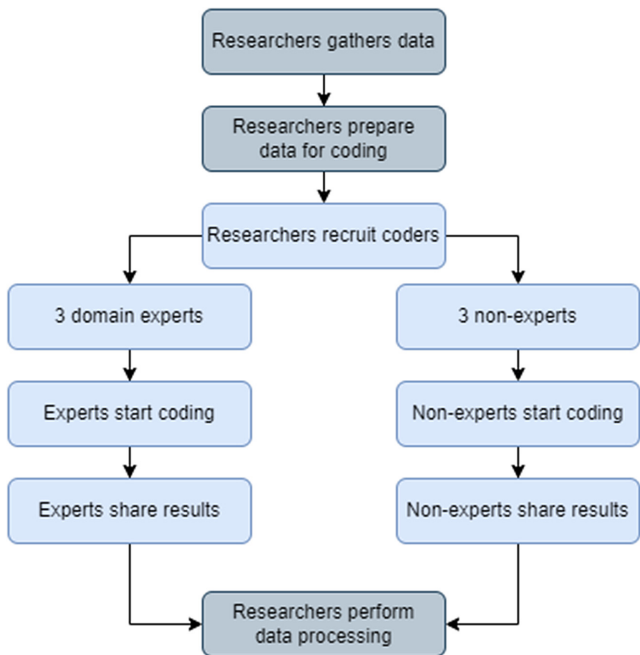 Researchers gathers data
Researchers prepare
data for coding
Researchers recruit coders
3 domain experts
3 non-experts
Experts start coding
Non-experts start coding
Experts share results
Non-experts share results
Researchers perform
data processing